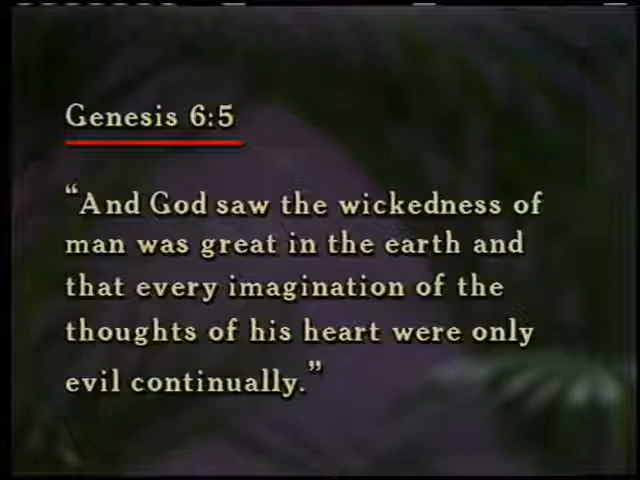 Genesis 6:5
“And God saw the wickedness of
man was great in the earth and
that every imagination of the
thoughts of his heart were only
evil continually.”